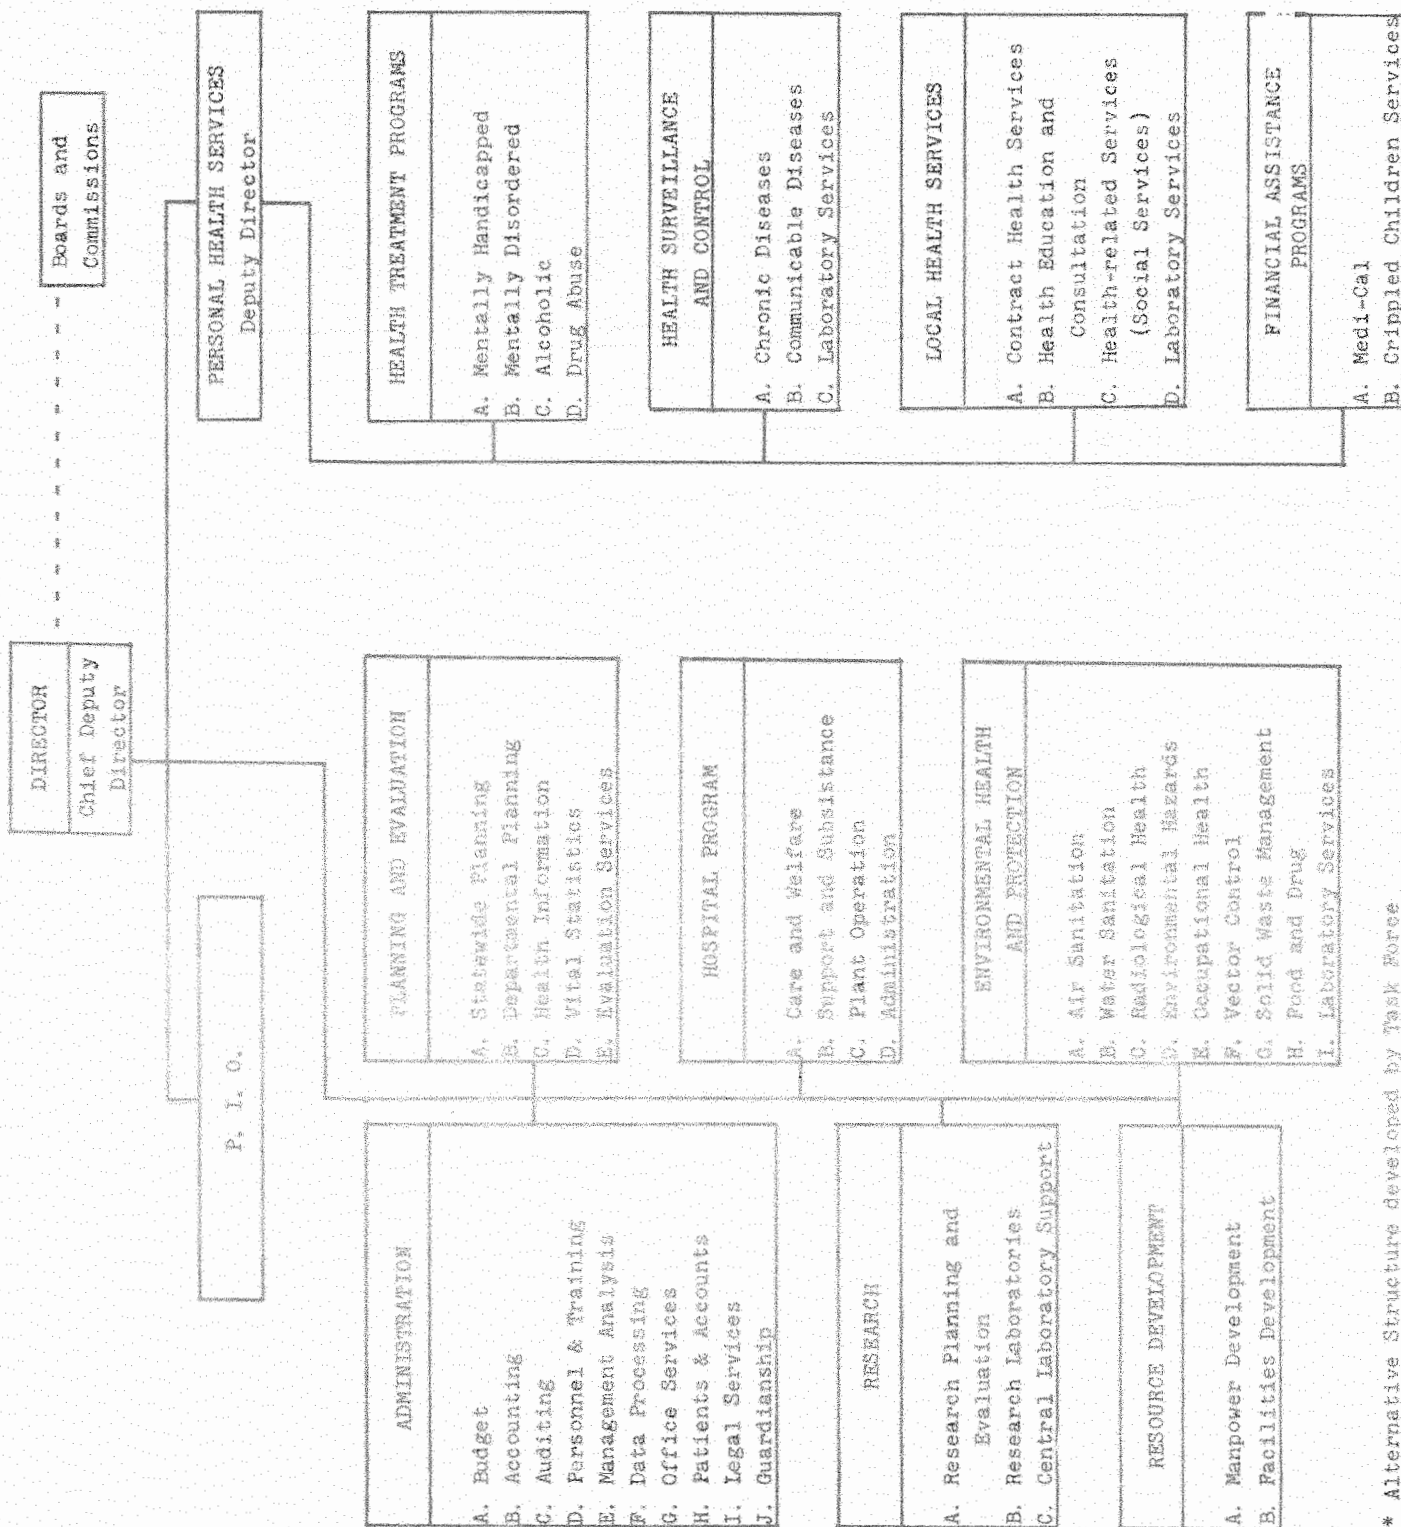 DIRECTOR
Chief Deputy
Director
Boards and
Commissions
P. I. O.
PERSONAL HEALTH SERVICES
Deputy Director
ADMINISTRATION
A. Budget
B. Accounting
C. Auditing
D. Personnel & Training
E. Management Analysis
F. Data Processing
G. Office Services
H. Patients & Accounts
I. Legal Services
J. Guardianship
RESEARCH
A. Research Planning and
Evaluation
B. Research Laboratories
C. Central Laboratory Support
RESOURCE DEVELOPMENT
A. Manpower Development
B. Facilities Development
PLANNING AND EVALUATION
A. Statewide Planning
B. Departmental Planning
C. Health Information
D. Vital Statistics
E. Evaluation Services
HOSPITAL PROGRAM
A. Care and Welfare
B. Support and Subsistance
C. Plant Operation
D. Administration
ENVIRONMENTAL HEALTH
AND PROTECTION
A. Air Sanitation
B. Water Sanitation
C. Radiological Health
D. Environmental Hazards
E. Occupational Health
F. Vector Control
G. Solid Waste Management
H. Food and Drug
I. Laboratory Services
HEALTH TREATMENT PROGRAMS
A. Mentally Handicapped
B. Mentally Disordered
C. Alcoholic
D. Drug Abuse
HEALTH SURVEILLANCE
AND CONTROL
A. Chronic Diseases
B. Communicable Diseases
C. Laboratory Services
LOCAL HEALTH SERVICES
A. Contract Health Services
B. Health Education and
Consultation
C. Health-related Services
(Social Services)
D. Laboratory Services
FINANCIAL ASSISTANCE
PROGRAMS
A. Medi-Cal
B. Crippled Children Services
* Alternative Structure developed by Task Force